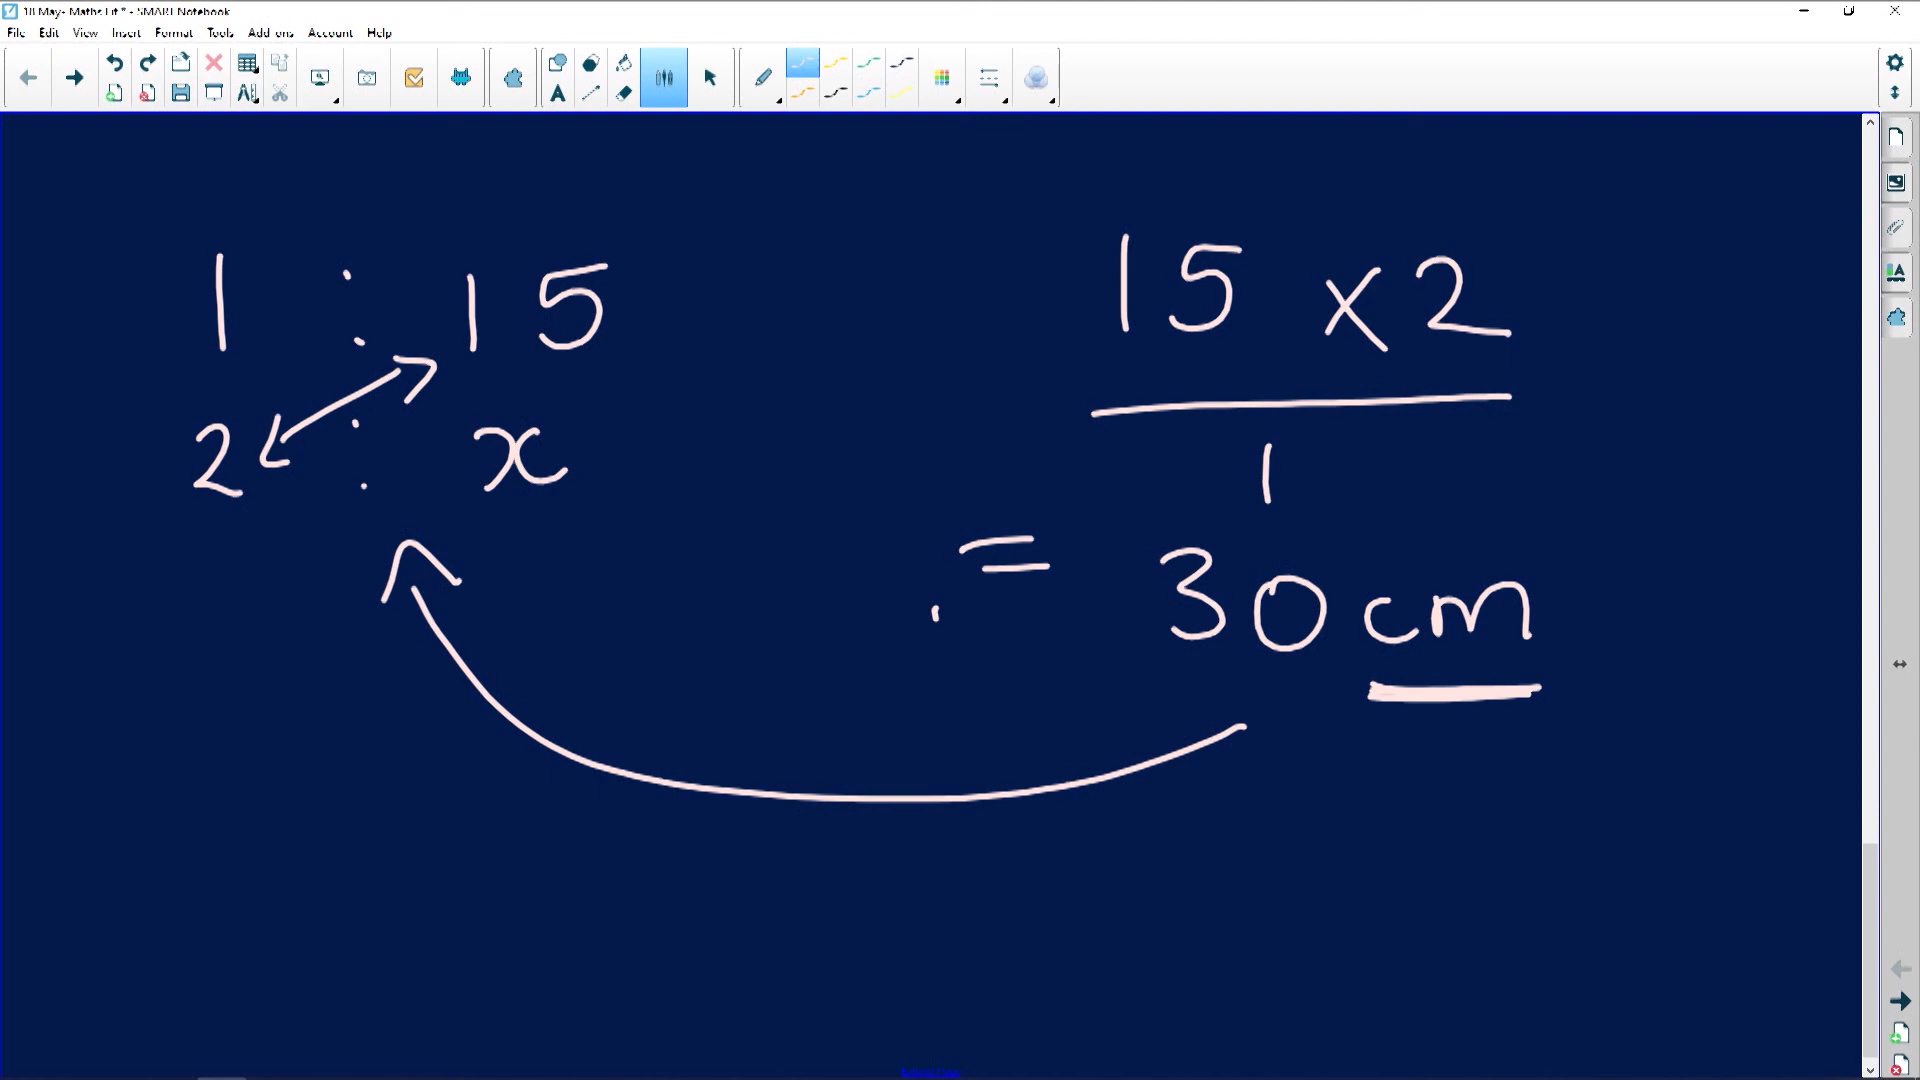 18 May- Maths Lit * - SMART Notebook
File Edit View Insert Format Tools Add-ons Account Help
1 : 15
2 : x
15 x 2
1
= 30 cm